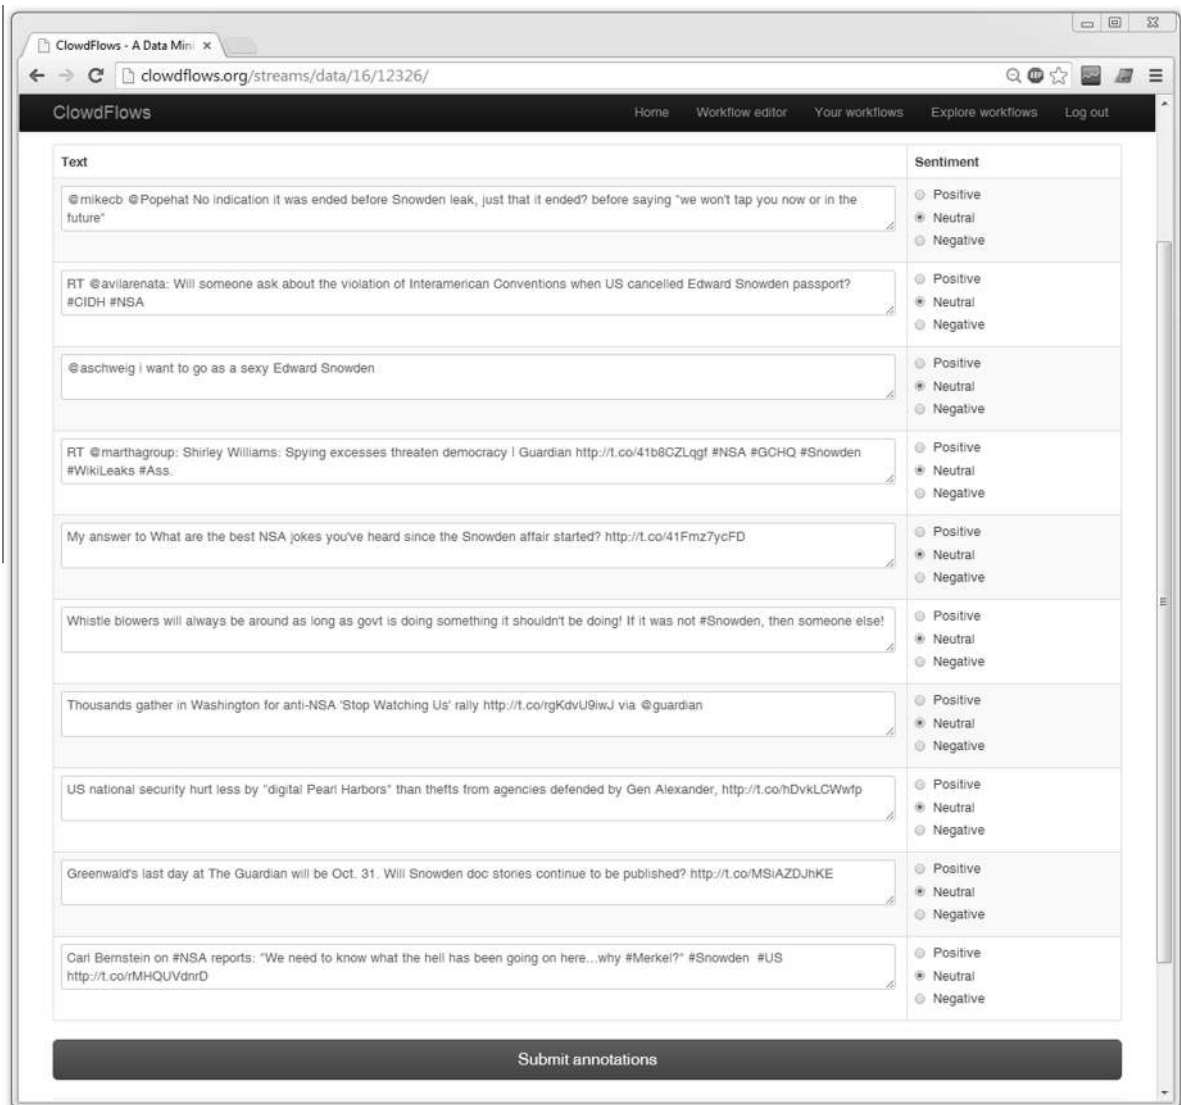 ClowdFlows - A Data Mini
clowdflows.org/streams/data/16/12326/
ClowdFlows Home Workflow editor Your workflows Explore workflows Log out
Text Sentiment
@mikecb @Popehat No indication it was ended before Snowden leak, just that it ended? before saying "we won't tap you now or in the
future"
Positive
Neutral
Negative
RT @avilarenata: Will someone ask about the violation of Interamerican Conventions when US cancelled Edward Snowden passport?
#CIDH #NSA
Positive
Neutral
Negative
@aschweig i want to go as a sexy Edward Snowden
Positive
Neutral
Negative
RT @marthagroup: Shirley Williams: Spying excesses threaten democracy | Guardian http://t.co/41b8CZLqgf #NSA #GCHQ #Snowden
#WikiLeaks #Ass.
Positive
Neutral
Negative
My answer to What are the best NSA jokes you've heard since the Snowden affair started? http://t.co/41Fmz7ycFD
Positive
Neutral
Negative
Whistle blowers will always be around as long as govt is doing something it shouldn't be doing! If it was not #Snowden, then someone else!
Positive
Neutral
Negative
Thousands gather in Washington for anti-NSA 'Stop Watching Us' rally http://t.co/rgKdvU9iwJ via @guardian
Positive
Neutral
Negative
US national security hurt less by "digital Pearl Harbors" than thefts from agencies defended by Gen Alexander, http://t.co/hDvkLCWwfp
Positive
Neutral
Negative
Greenwald's last day at The Guardian will be Oct. 31. Will Snowden doc stories continue to be published? http://t.co/MSiAZDJhKE
Positive
Neutral
Negative
Carl Bernstein on #NSA reports: "We need to know what the hell has been going on here...why #Merkel?" #Snowden #US
http://t.co/rMHQUVdnrD
Positive
Neutral
Negative
Submit annotations